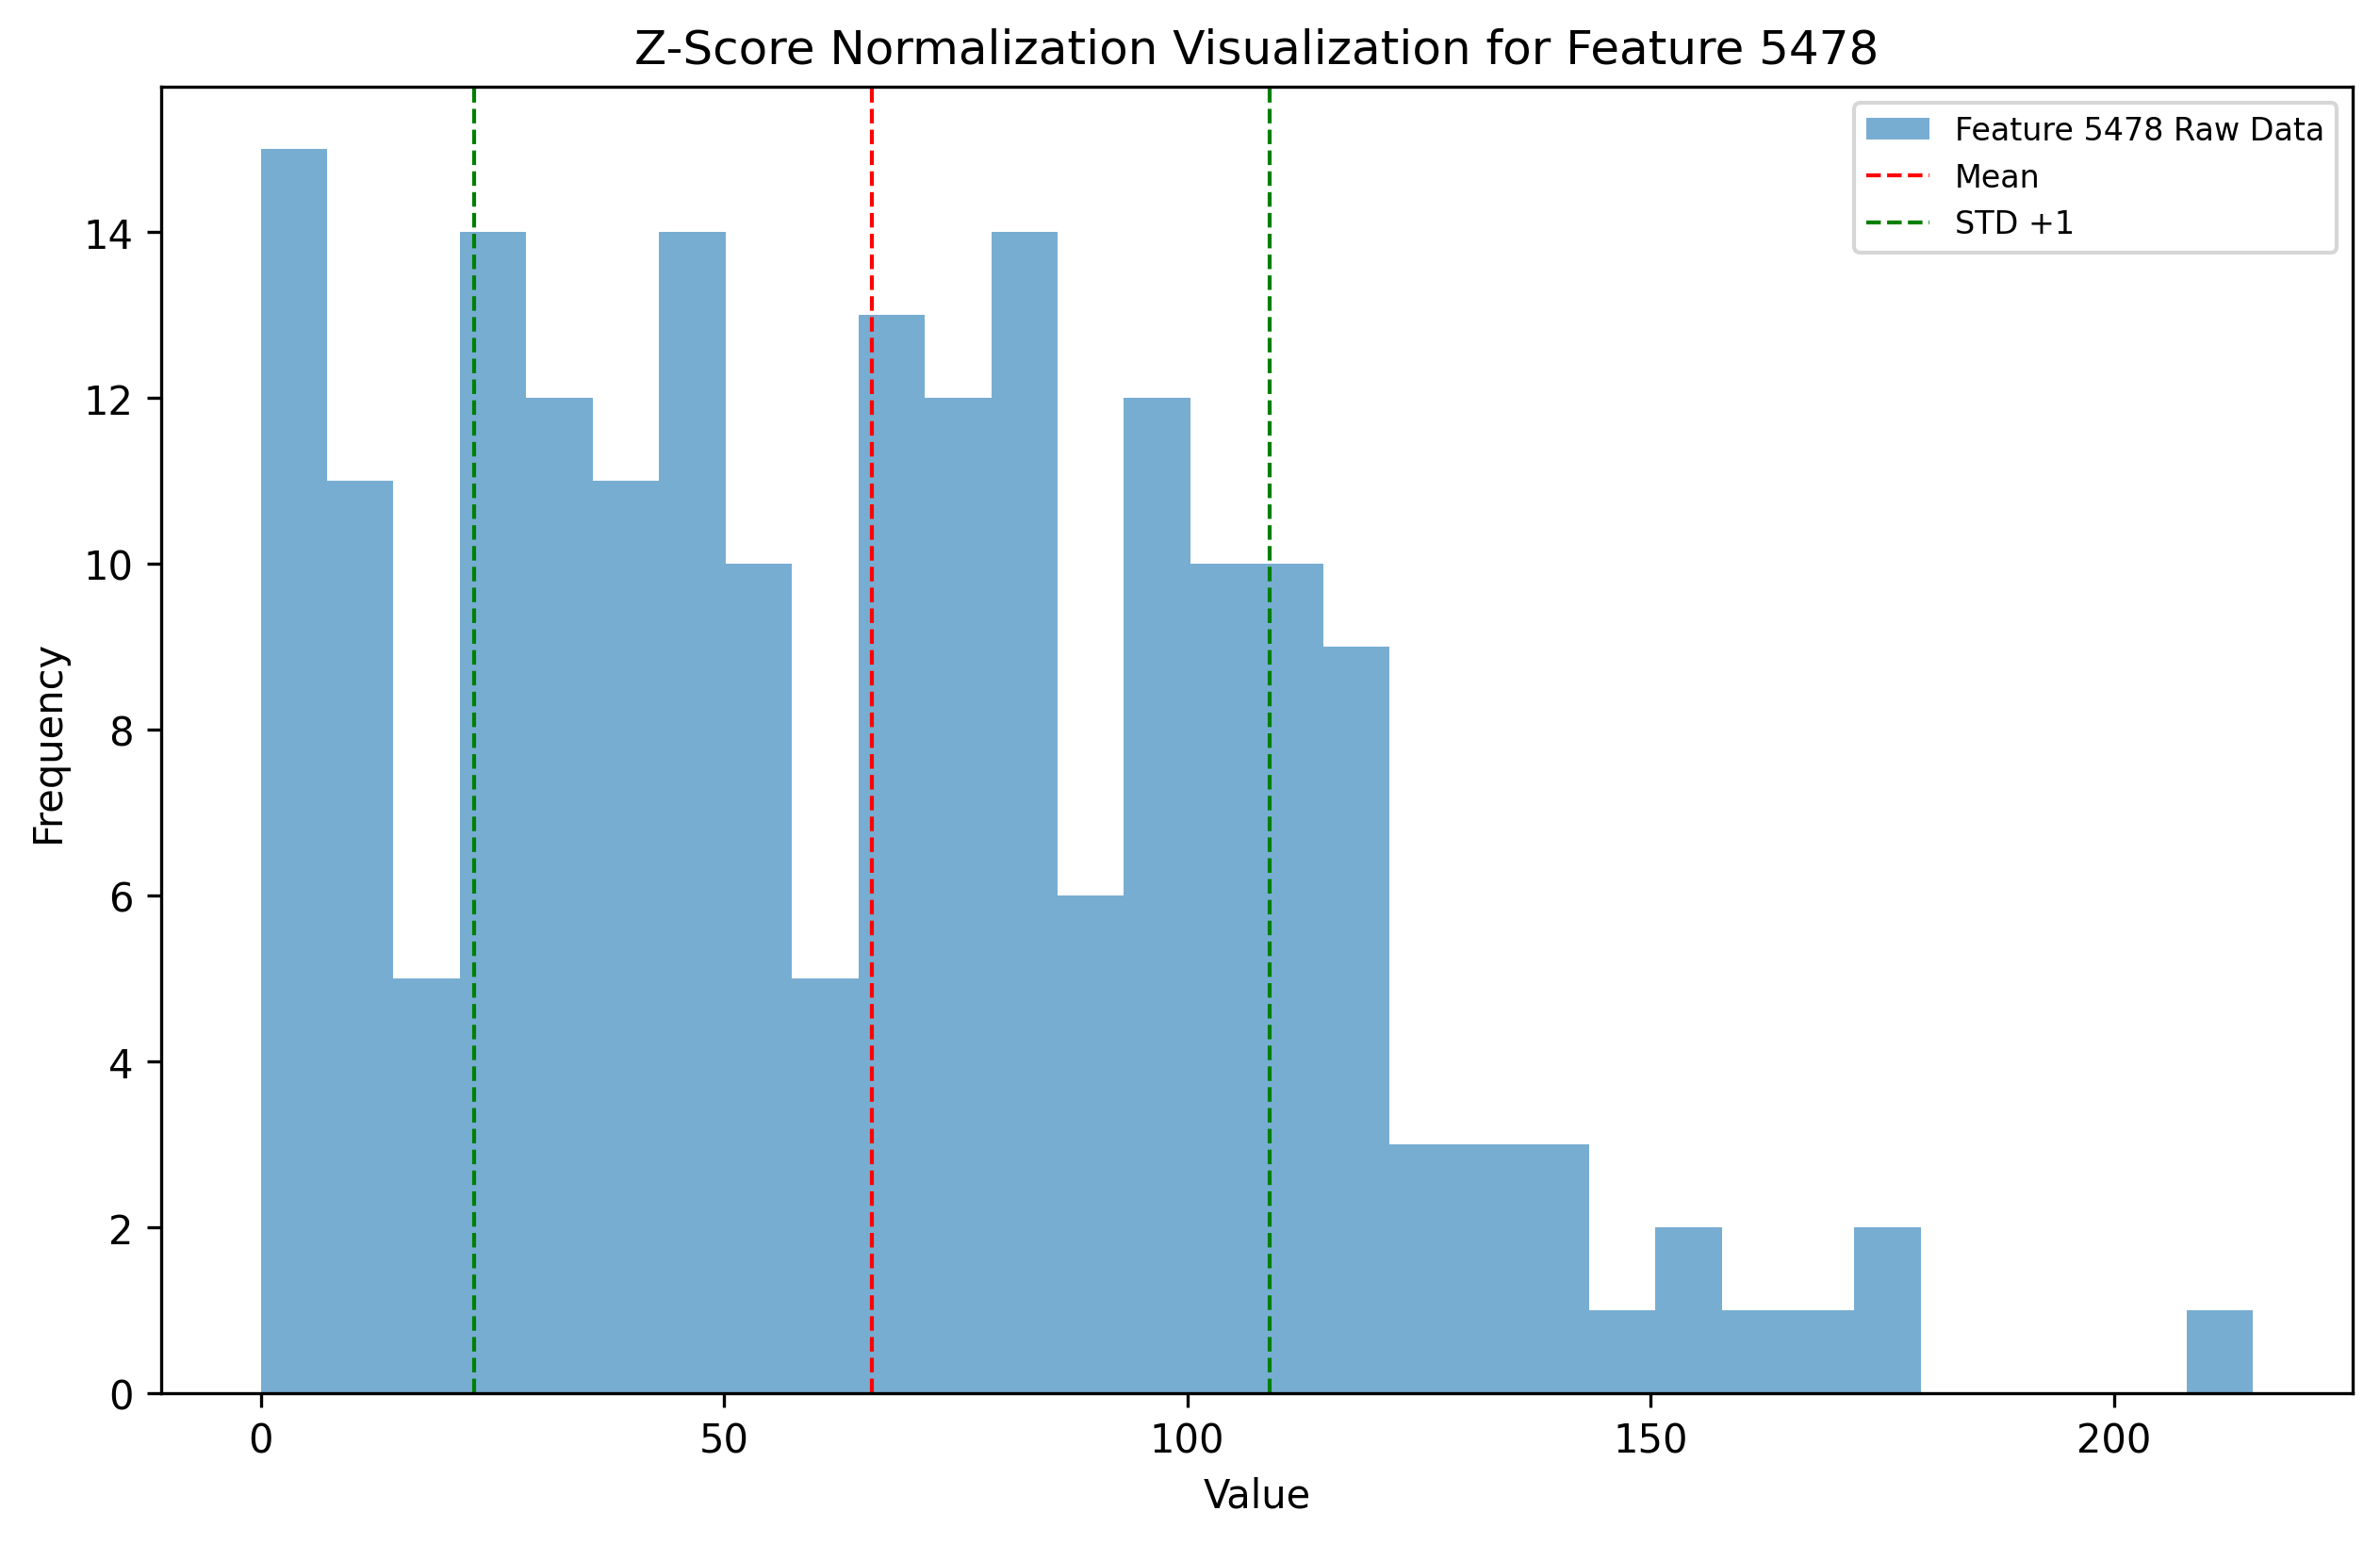 Z-Score Normalization Visualization for Feature 5478
Feature 5478 Raw Data
Mean
STD +1
14
12
10
8
6
4
2
0
Frequency
0 50 100 150 200
Value